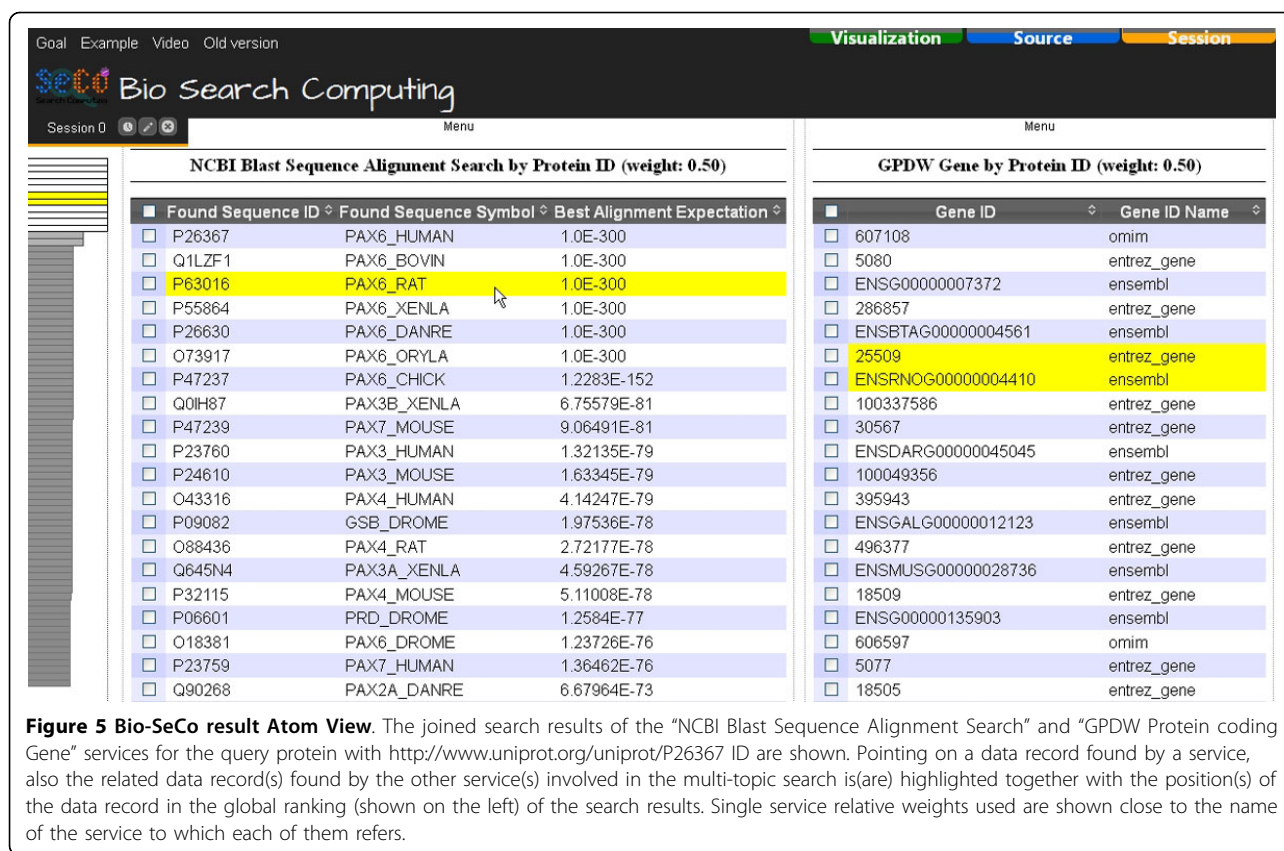 Goal Example Video Old version
Visualization Source Session
SeCo Bio Search Computing
Search Computing
Session 0
Menu
Menu
NCBI Blast Sequence Alignment Search by Protein ID (weight: 0.50)
GPDW Gene by Protein ID (weight: 0.50)
Found Sequence ID Found Sequence Symbol Best Alignment Expectation
P26367 PAX6_HUMAN 1.0E-300
Q1LZF1 PAX6_BOVIN 1.0E-300
P63016 PAX6_RAT 1.0E-300
P55864 PAX6_XENLA 1.0E-300
P26630 PAX6_DANRE 1.0E-300
O73917 PAX6_ORYLA 1.0E-300
P47237 PAX6_CHICK 1.2283E-152
Q0IH87 PAX3B_XENLA 6.75579E-81
P47239 PAX7_MOUSE 9.06491E-81
P23760 PAX3_HUMAN 1.32135E-79
P24610 PAX3_MOUSE 1.63345E-79
O43316 PAX4_HUMAN 4.14247E-79
P09082 GSB_DROME 1.97536E-78
O88436 PAX4_RAT 2.72177E-78
Q645N4 PAX3A_XENLA 4.59267E-78
P32115 PAX4_MOUSE 5.11008E-78
P06601 PRD_DROME 1.2584E-77
O18381 PAX6_DROME 1.23726E-76
P23759 PAX7_HUMAN 1.36462E-76
Q90268 PAX2A_DANRE 6.67964E-73
Gene ID Gene ID Name
607108 omim
5080 entrez_gene
ENSG00000007372 ensembl
286857 entrez_gene
ENSBTAG00000004561 ensembl
25509 entrez_gene
ENSRNOG00000004410 ensembl
100337586 entrez_gene
30567 entrez_gene
ENSDARG00000045045 ensembl
100049356 entrez_gene
395943 entrez_gene
ENSGALG00000012123 ensembl
496377 entrez_gene
ENSMUSG00000028736 ensembl
18509 entrez_gene
ENSG00000135903 ensembl
606597 omim
5077 entrez_gene
18505 entrez_gene
Figure 5 Bio-SeCo result Atom View. The joined search results of the "NCBI Blast Sequence Alignment Search" and "GPDW Protein coding
Gene" services for the query protein with http://www.uniprot.org/uniprot/P26367 ID are shown. Pointing on a data record found by a service,
also the related data record(s) found by the other service(s) involved in the multi-topic search is(are) highlighted together with the position(s) of
the data record in the global ranking (shown on the left) of the search results. Single service relative weights used are shown close to the name
of the service to which each of them refers.